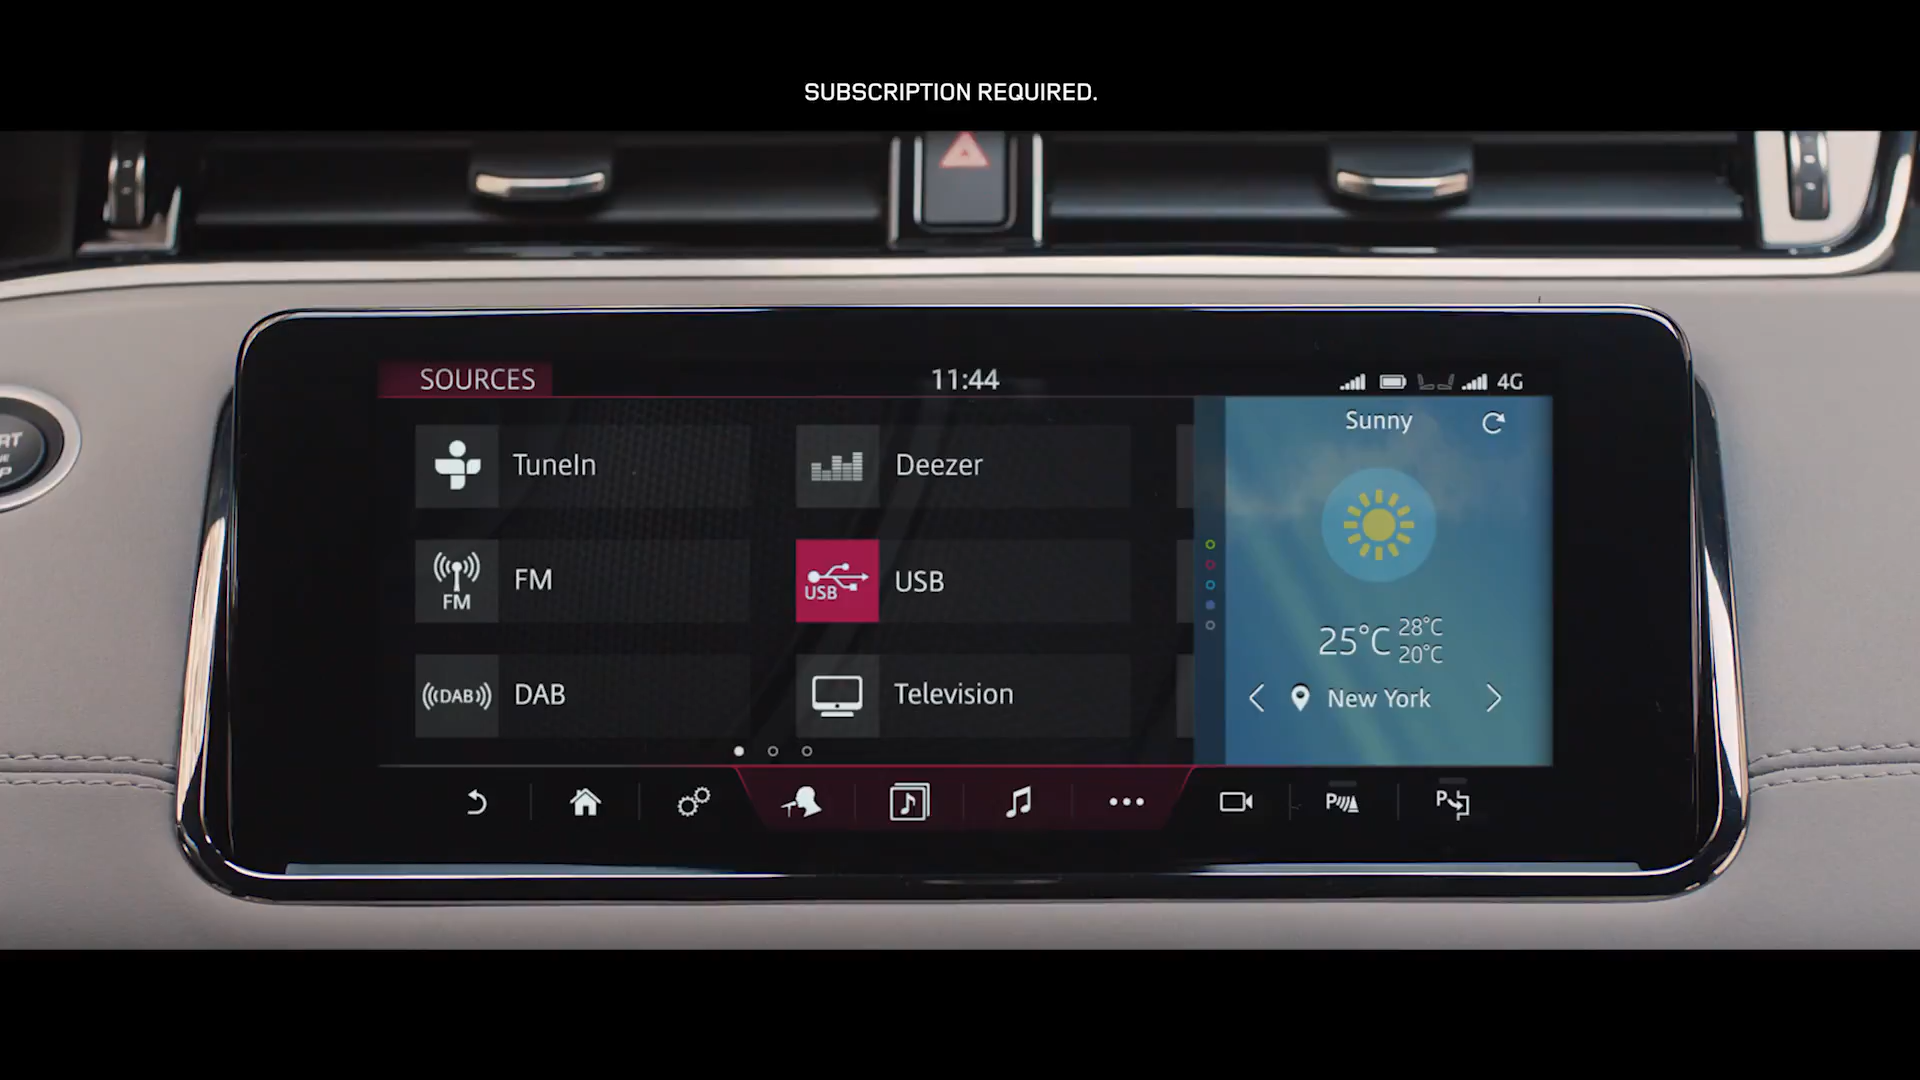 SUBSCRIPTION REQUIRED.
SOURCES
11:44
4G
TuneIn
Deezer
FM
FM
USB
USB
DAB
DAB
Television
Sunny
25°C
28°C
20°C
New York
P
P